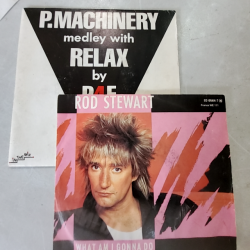 P.MACHINERY
medley with
RELAX
by
ROD STEWART
WHAT AM I GONNA DO